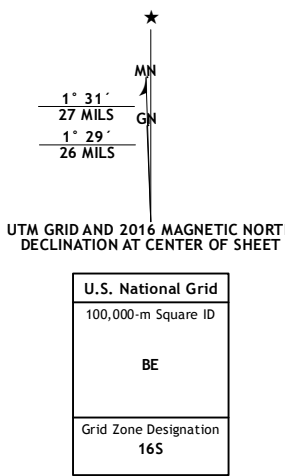 MN
1° 31´
27 MILS
GN
1° 29´
26 MILS
UTM GRID AND 2016 MAGNETIC NORT
DECLINATION AT CENTER OF SHEET
U.S. National Grid
100,000-m Square ID
BE
Grid Zone Designation
16S